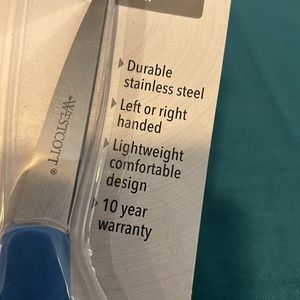 ▸ Durable
stainless steel
▸ Left or right
handed
▸ Lightweight
comfortable
design
▸ 10 year
warranty
WESTCOTT®